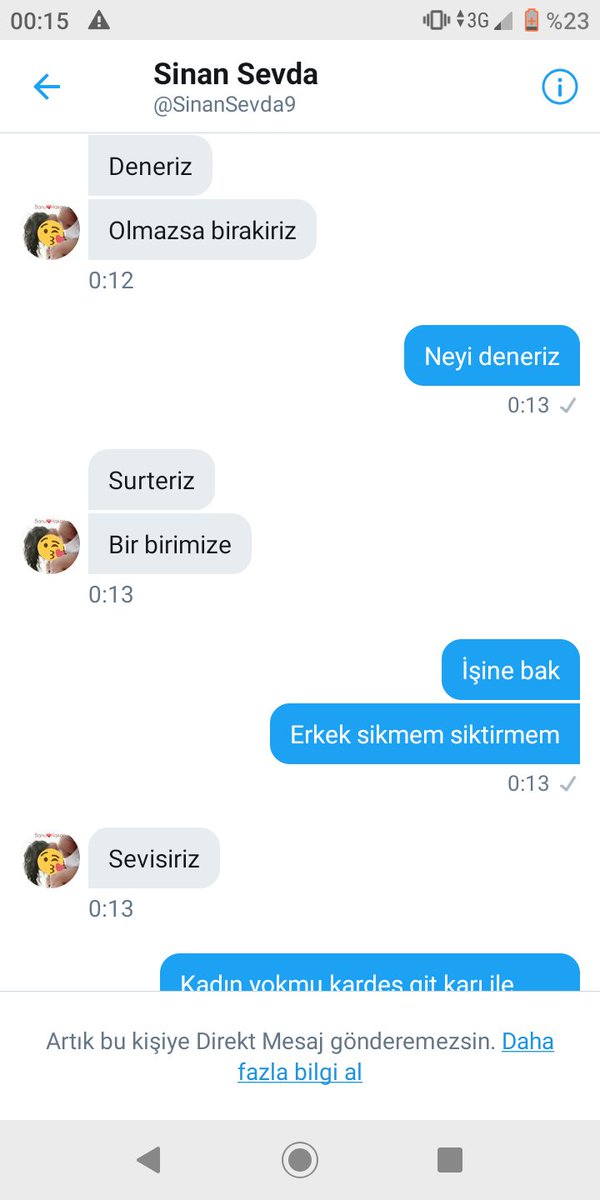 00:15
3G
%23
Sinan Sevda
@SinanSevda9
Deneriz
Olmazsa birakiriz
0:12
Neyi deneriz
0:13
Surteriz
Bir birimize
0:13
İşine bak
Erkek sikmem siktirmem
0:13
Sevisiriz
0:13
Kadın yokmu kardeş git karı ile
Artık bu kişiye Direkt Mesaj gönderemezsin. Daha
fazla bilgi al